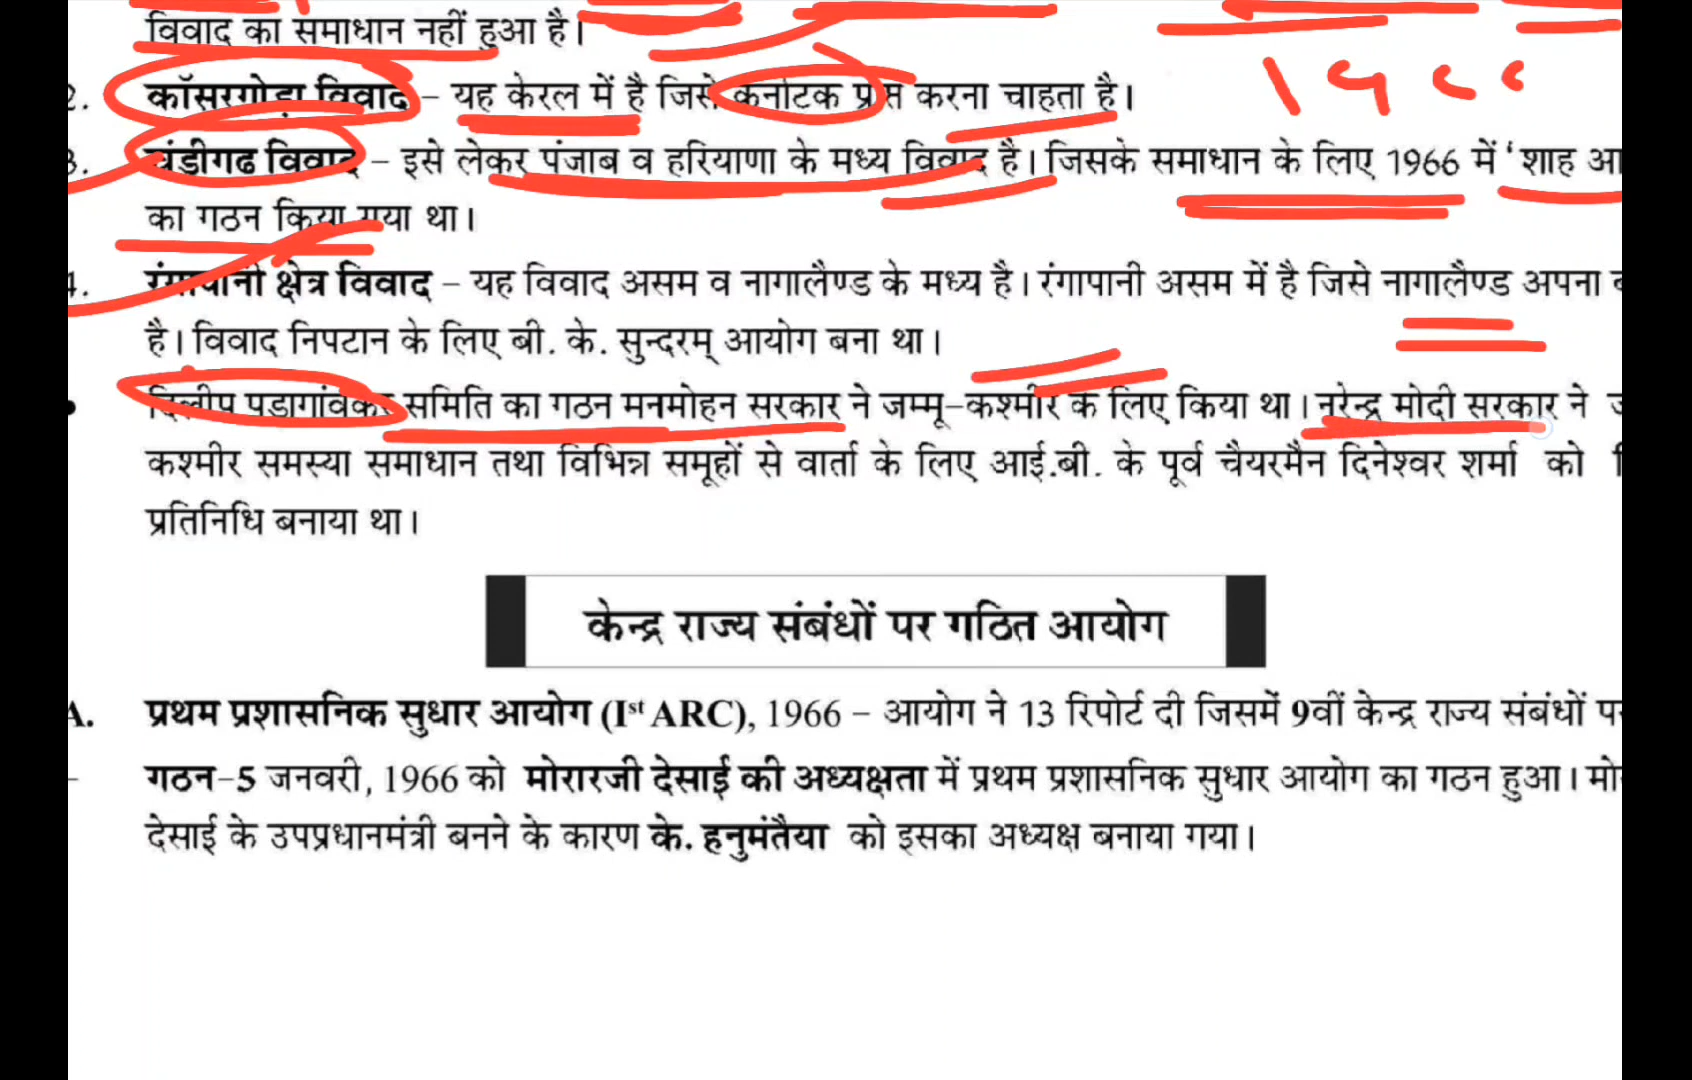 विवाद का समाधान नहीं हुआ है।
2. कॉसरगोड़ा विवाद – यह केरल में है जिसे कर्नाटक प्राप्त करना चाहता है।
1966
3. चंडीगढ विवाद – इसे लेकर पंजाब व हरियाणा के मध्य विवाद है। जिसके समाधान के लिए 1966 में ‘शाह आ
का गठन किया गया था।
4. रंगापानी क्षेत्र विवाद – यह विवाद असम व नागालैण्ड के मध्य है। रंगापानी असम में है जिसे नागालैण्ड अपना
है। विवाद निपटान के लिए बी. के. सुन्दरम् आयोग बना था।
• दिलीप पडागांवकर समिति का गठन मनमोहन सरकार ने जम्मू–कश्मीर के लिए किया था। नरेन्द्र मोदी सरकार ने
कश्मीर समस्या समाधान तथा विभिन्न समूहों से वार्ता के लिए आई.बी. के पूर्व चैयरमैन दिनेश्वर शर्मा को
प्रतिनिधि बनाया था।
केन्द्र राज्य संबंधों पर गठित आयोग
A. प्रथम प्रशासनिक सुधार आयोग (Ist ARC), 1966 – आयोग ने 13 रिपोर्ट दी जिसमें 9वीं केन्द्र राज्य संबंधों
– गठन–5 जनवरी, 1966 को मोरारजी देसाई की अध्यक्षता में प्रथम प्रशासनिक सुधार आयोग का गठन हुआ। मो
देसाई के उपप्रधानमंत्री बनने के कारण के. हनुमंतैया को इसका अध्यक्ष बनाया गया।